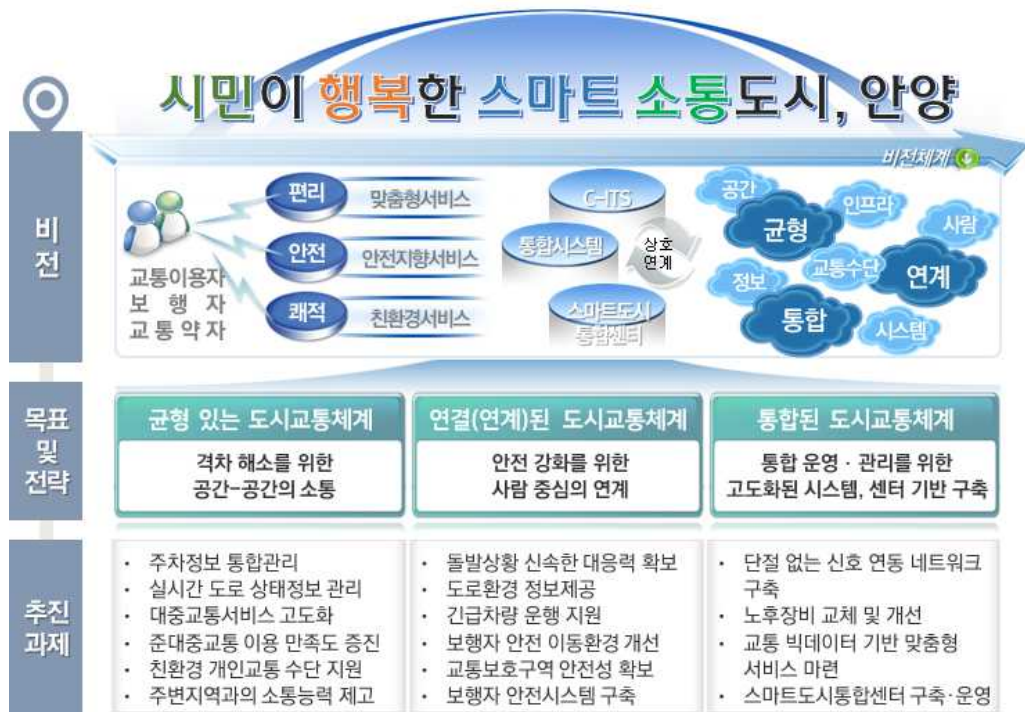 시민이 행복한 스마트 소통도시, 안양
비전체계
비
전
교통이용자
보 행 자
교 통 약 자
편리
맞춤형서비스
안전
안전지향서비스
쾌적
친환경서비스
C-ITS
통합시스템
상호
연계
스마트도시
통합센터
공간
균형
인프라
사람
정보
교통수단
연계
통합
시스템
목표
및
전략
균형 있는 도시교통체계
격차 해소를 위한
공간-공간의 소통
연결(연계)된 도시교통체계
안전 강화를 위한
사람 중심의 연계
통합된 도시교통체계
통합 운영 · 관리를 위한
고도화된 시스템, 센터 기반 구축
추진
과제
• 주차정보 통합관리
• 실시간 도로 상태정보 관리
• 대중교통서비스 고도화
• 준대중교통 이용 만족도 증진
• 친환경 개인교통 수단 지원
• 주변지역과의 소통능력 제고
• 돌발상황 신속한 대응력 확보
• 도로환경 정보제공
• 긴급차량 운행 지원
• 보행자 안전 이동환경 개선
• 교통보호구역 안전성 확보
• 보행자 안전시스템 구축
• 단절 없는 신호 연동 네트워크
구축
• 노후장비 교체 및 개선
• 교통 빅데이터 기반 맞춤형
서비스 마련
• 스마트도시통합센터 구축·운영